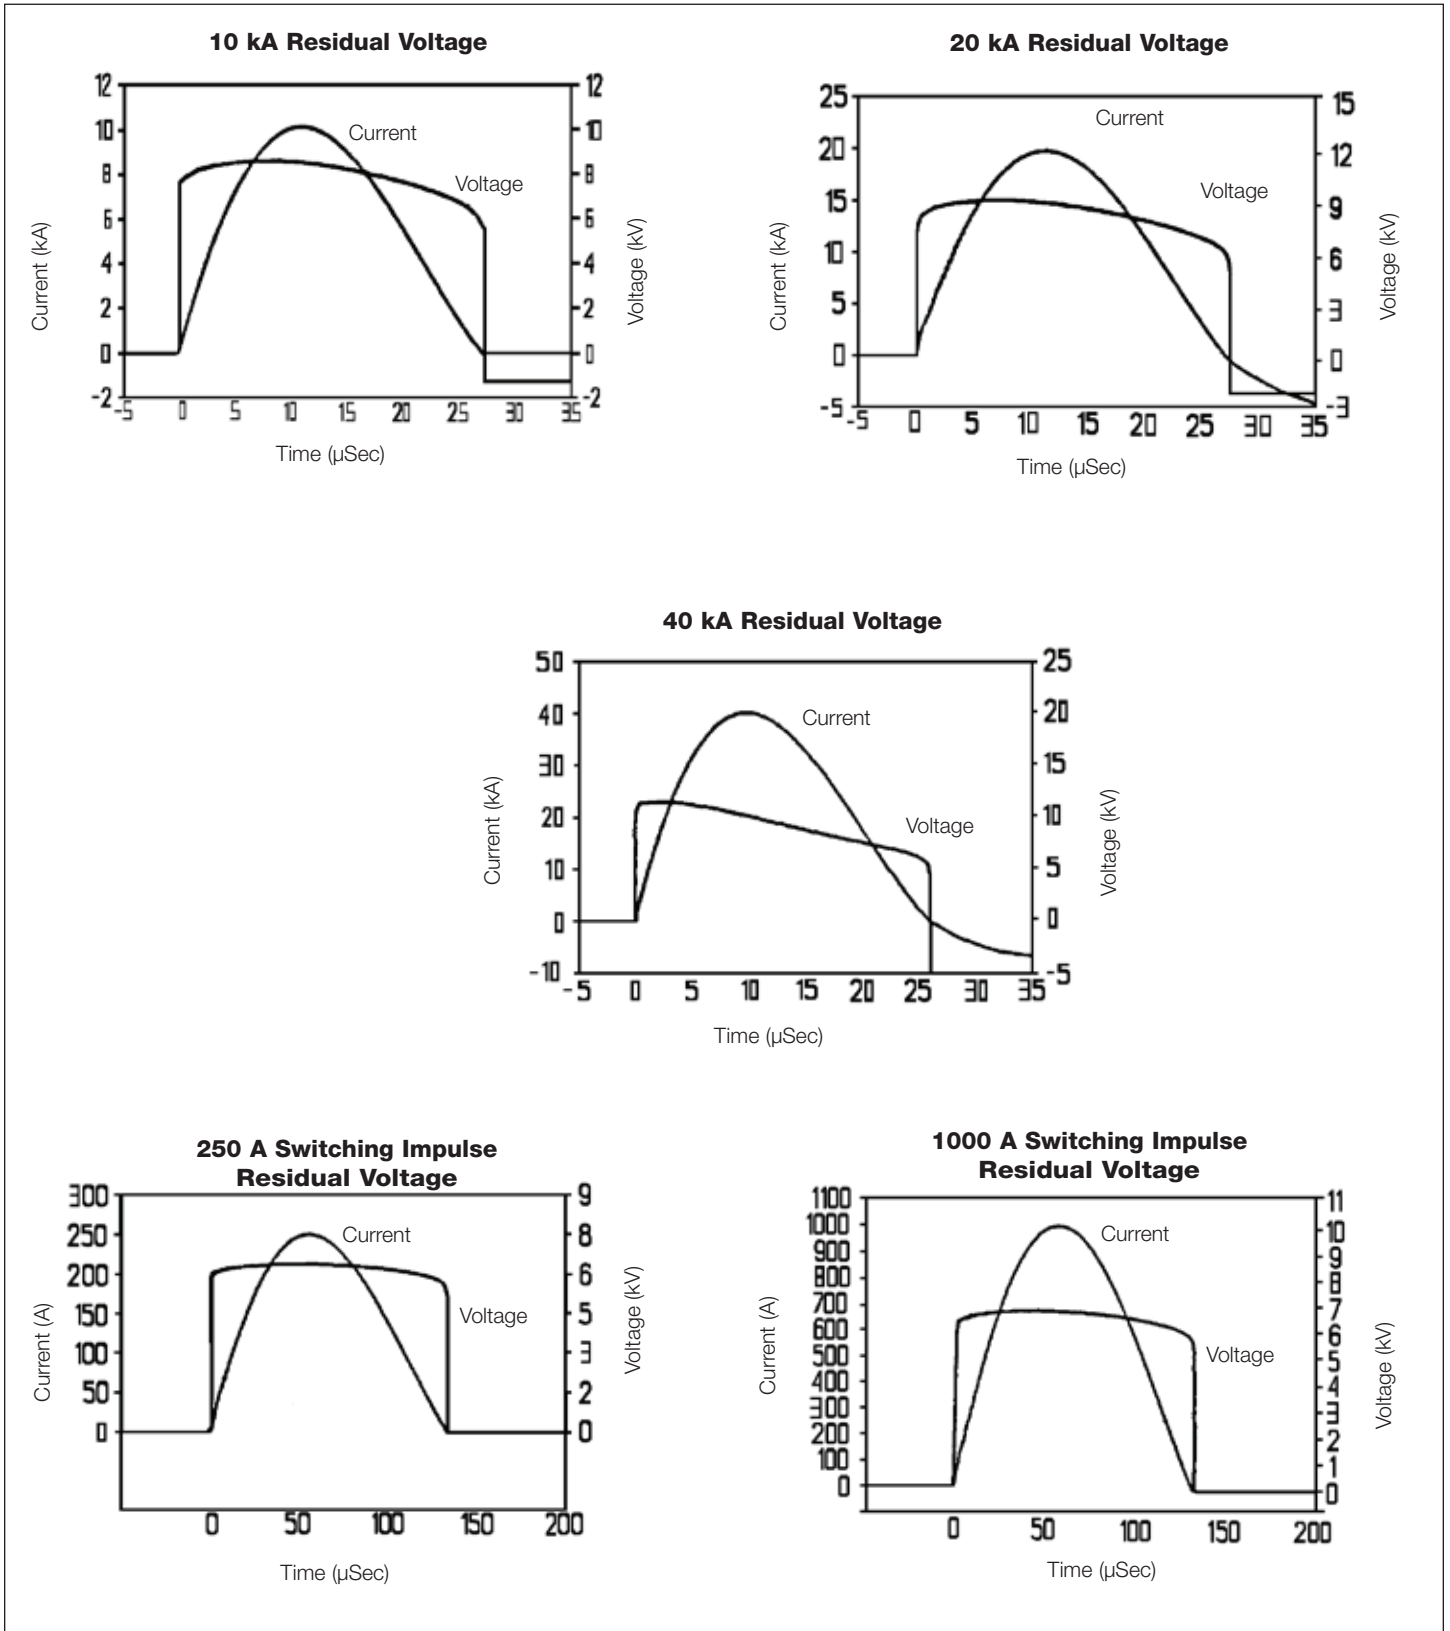 10 kA Residual Voltage
12
10
8
6
4
2
0
-2
12
10
8
6
4
2
0
-2
-5 0 5 10 15 20 25 30 35
Current (kA)
Voltage (kV)
Current
Voltage
Time (µSec)
20 kA Residual Voltage
25
20
15
10
5
0
-5
15
12
9
6
3
0
-3
-5 0 5 10 15 20 25 30 35
Current (kA)
Voltage (kV)
Current
Voltage
Time (µSec)
40 kA Residual Voltage
50
40
30
20
10
0
-10
25
20
15
10
5
0
-5
-5 0 5 10 15 20 25 30 35
Current (kA)
Voltage (kV)
Current
Voltage
Time (µSec)
250 A Switching Impulse
Residual Voltage
300
250
200
150
100
50
0
9
8
6
5
3
2
0
0 50 100 150 200
Current (A)
Voltage (kV)
Current
Voltage
Time (µSec)
1000 A Switching Impulse
Residual Voltage
1100
1000
900
800
700
600
500
400
300
200
100
0
11
10
9
8
7
6
5
4
3
2
1
0
0 50 100 150 200
Current (A)
Voltage (kV)
Current
Voltage
Time (µSec)